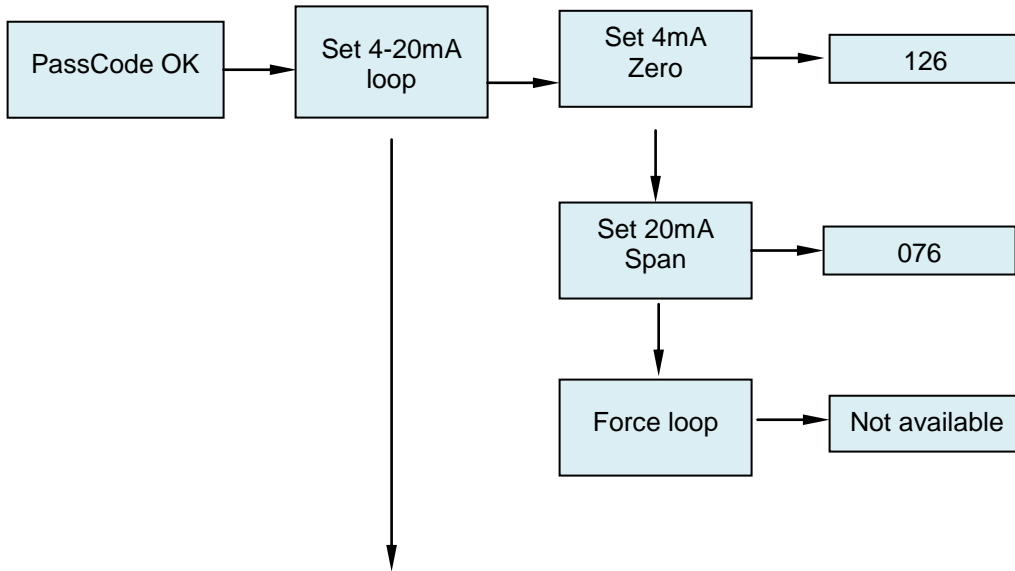 PassCode OK
Set 4-20mA
loop
Set 4mA
Zero
126
Set 20mA
Span
076
Force loop
Not available